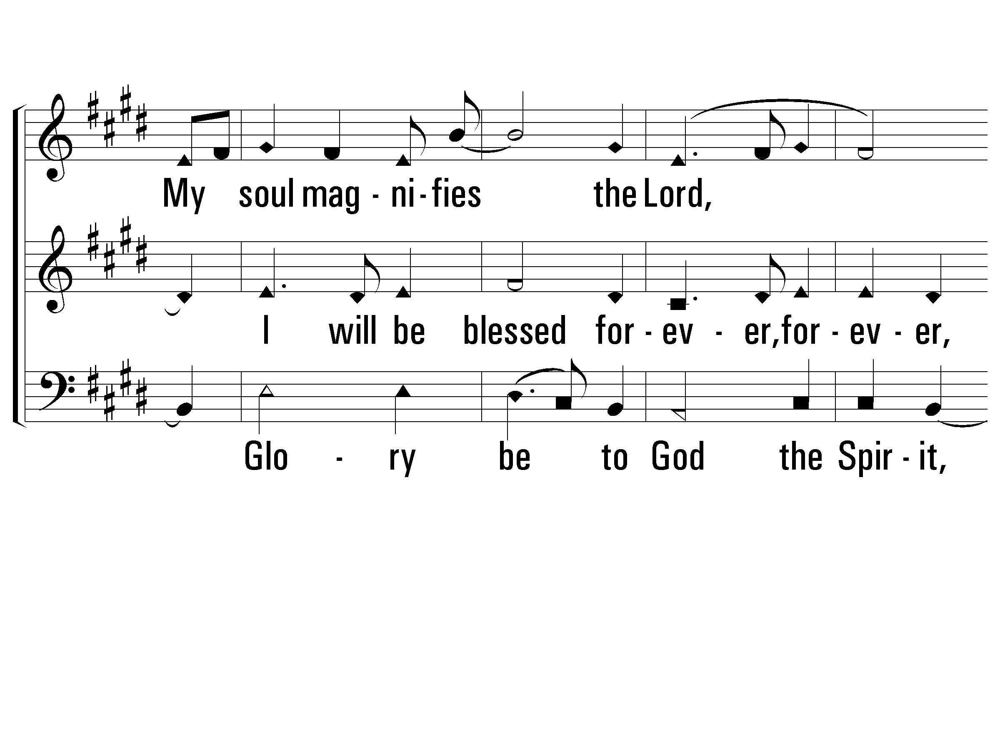 My soul mag - ni - fies the Lord,
I will be blessed for - ev - er, for - ev - er,
Glo - ry be to God the Spir - it,